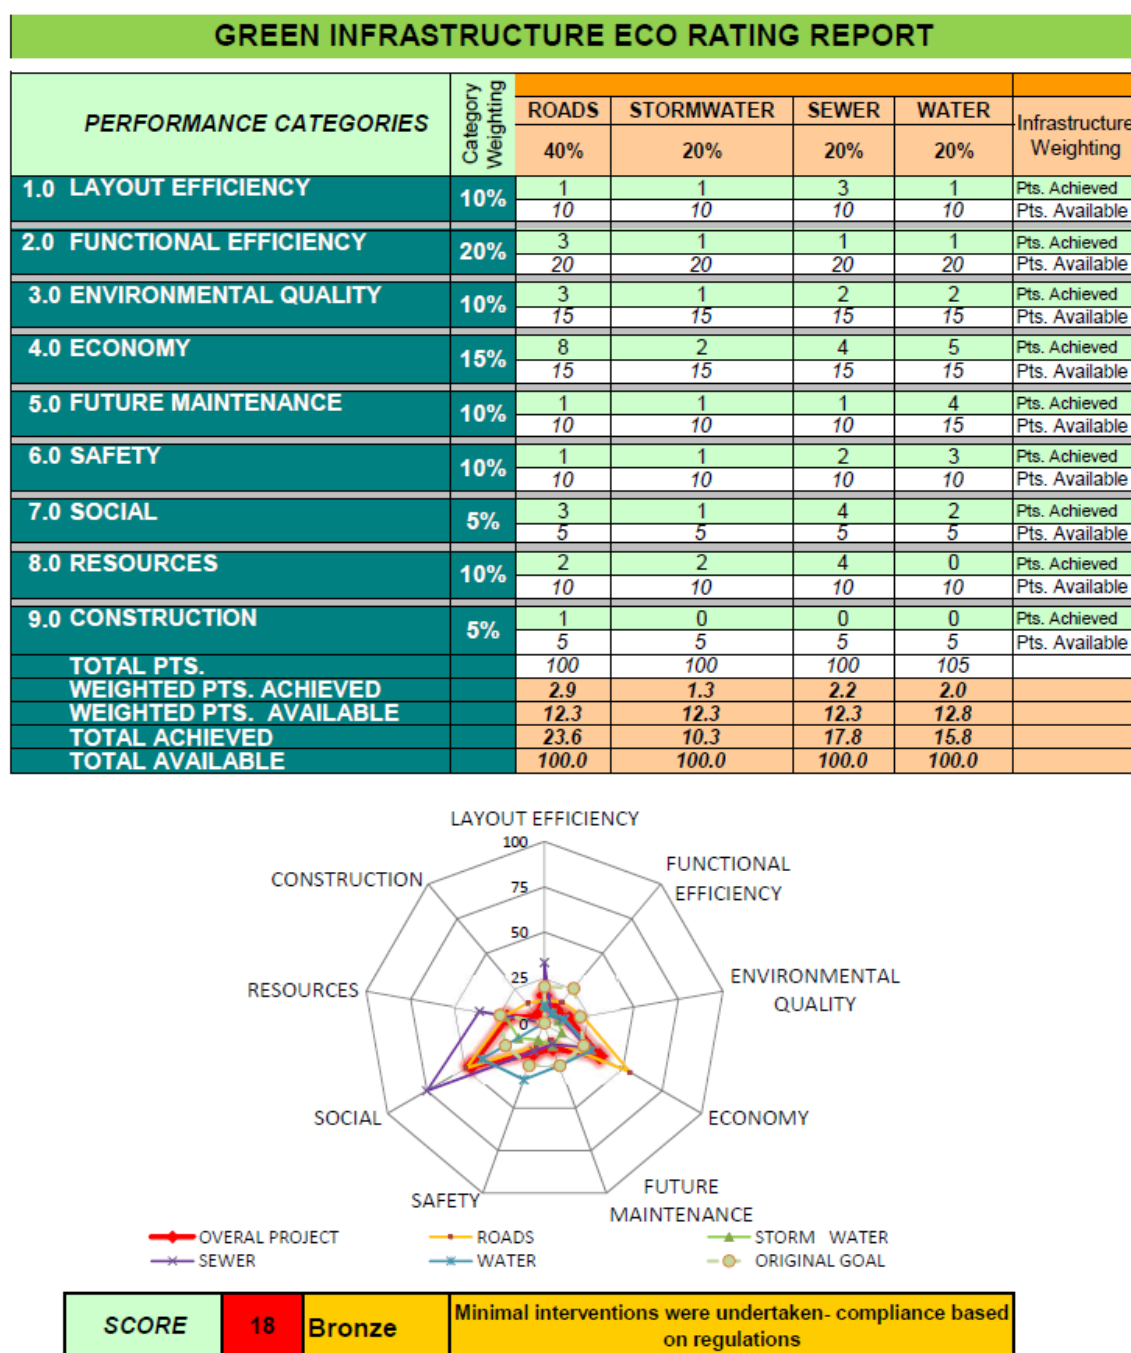 GREEN INFRASTRUCTURE ECO RATING REPORT
PERFORMANCE CATEGORIES Category Weighting ROADS STORMWATER SEWER WATER Infrastructure Weighting
40% 20% 20% 20%
1.0 LAYOUT EFFICIENCY 10% 1 1 3 1 Pts. Achieved
10 10 10 10 Pts. Available
2.0 FUNCTIONAL EFFICIENCY 20% 3 1 1 1 Pts. Achieved
20 20 20 20 Pts. Available
3.0 ENVIRONMENTAL QUALITY 10% 3 1 2 2 Pts. Achieved
15 15 15 15 Pts. Available
4.0 ECONOMY 15% 8 2 4 5 Pts. Achieved
15 15 15 15 Pts. Available
5.0 FUTURE MAINTENANCE 10% 1 1 1 4 Pts. Achieved
10 10 10 15 Pts. Available
6.0 SAFETY 10% 1 1 2 3 Pts. Achieved
10 10 10 10 Pts. Available
7.0 SOCIAL 5% 3 1 4 2 Pts. Achieved
5 5 5 5 Pts. Available
8.0 RESOURCES 10% 2 2 4 0 Pts. Achieved
10 10 10 10 Pts. Available
9.0 CONSTRUCTION 5% 1 0 0 0 Pts. Achieved
5 5 5 5 Pts. Available
TOTAL PTS. 100 100 100 105
WEIGHTED PTS. ACHIEVED 2.9 1.3 2.2 2.0
WEIGHTED PTS. AVAILABLE 12.3 12.3 12.3 12.8
TOTAL ACHIEVED 23.6 10.3 17.8 15.8
TOTAL AVAILABLE 100.0 100.0 100.0 100.0
LAYOUT EFFICIENCY
100
75
50
25
0
FUNCTIONAL
EFFICIENCY
ENVIRONMENTAL
QUALITY
ECONOMY
FUTURE
MAINTENANCE
SAFETY
SOCIAL
RESOURCES
CONSTRUCTION
OVERAL PROJECT ROADS STORM WATER
SEWER WATER ORIGINAL GOAL
SCORE 18 Bronze Minimal interventions were undertaken- compliance based
on regulations